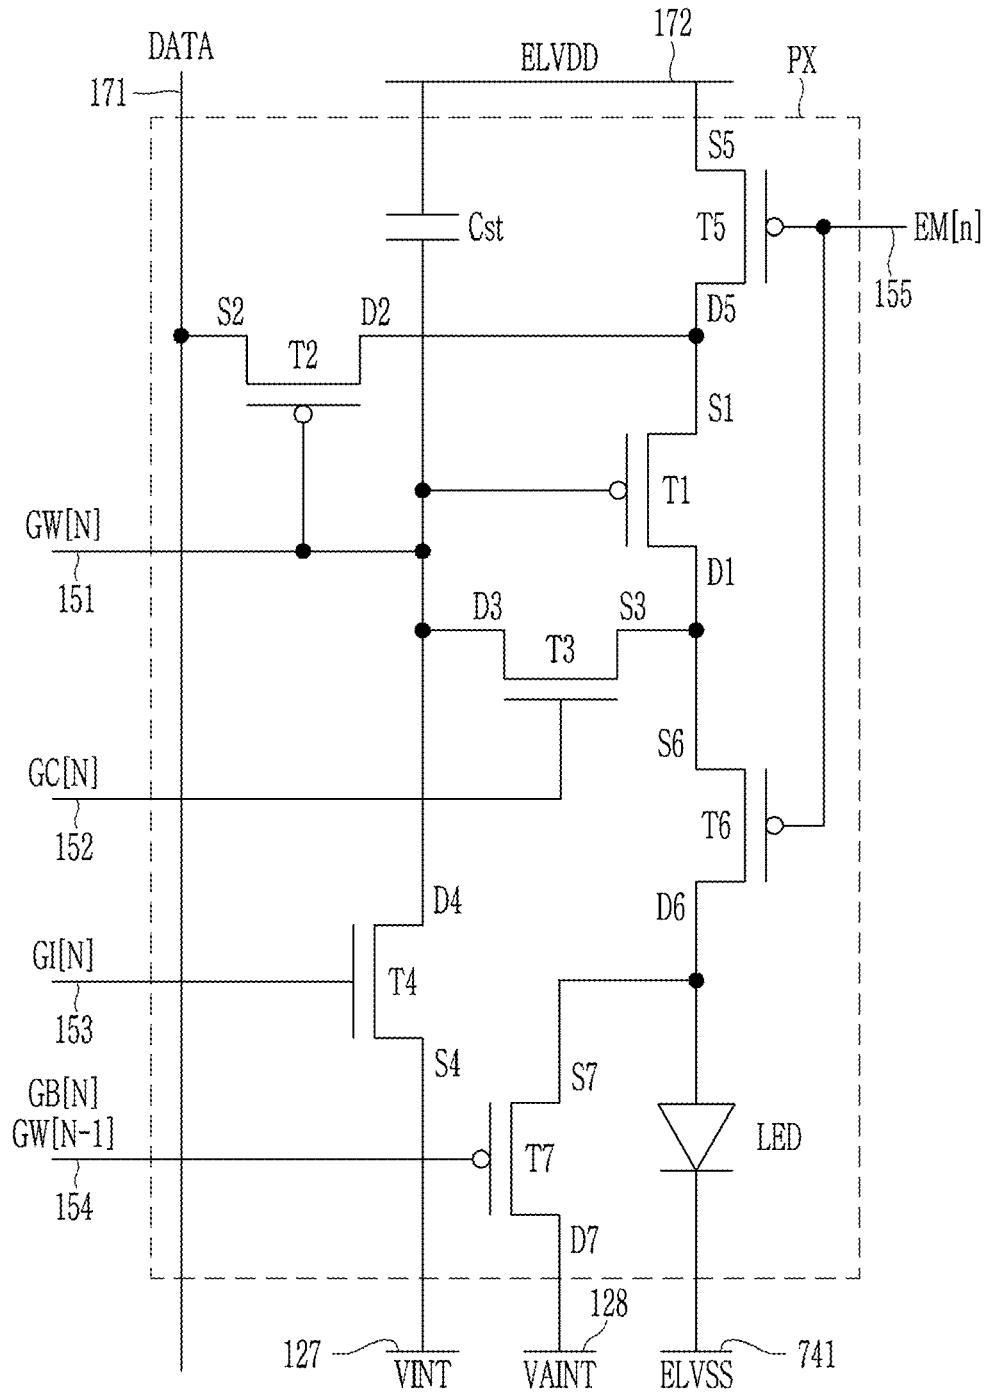 172
DATA
ELVDD
PX
171
S5
Cst
T5
EM[n]
155
S2
D2
D5
T2
S1
T1
GW[N]
151
D1
D3
S3
T3
S6
GC[N]
152
T6
D4
D6
GI[N]
T4
153
S4
S7
GB[N]
GW[N-1]
LED
T7
154
D7
128
127
741
VINT
VAINT
ELVSS